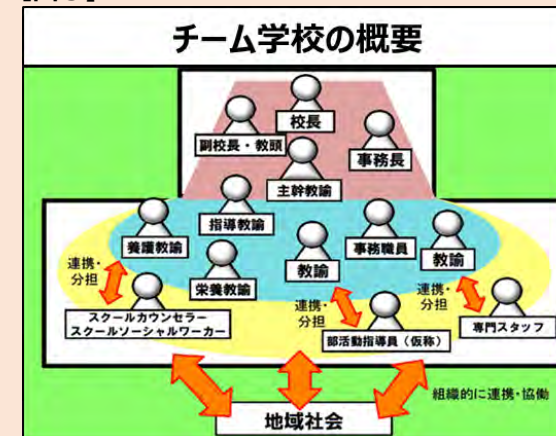 チーム学校の概要
校長
副校長・教頭
事務長
主幹教諭
指導教諭
養護教諭
事務職員
教諭
教諭
栄養教諭
連携・
分担
連携・
分担
連携・
分担
スクールカウンセラー
スクールソーシャルワーカー
部活動指導員（仮称）
専門スタッフ
組織的に連携・協働
地域社会